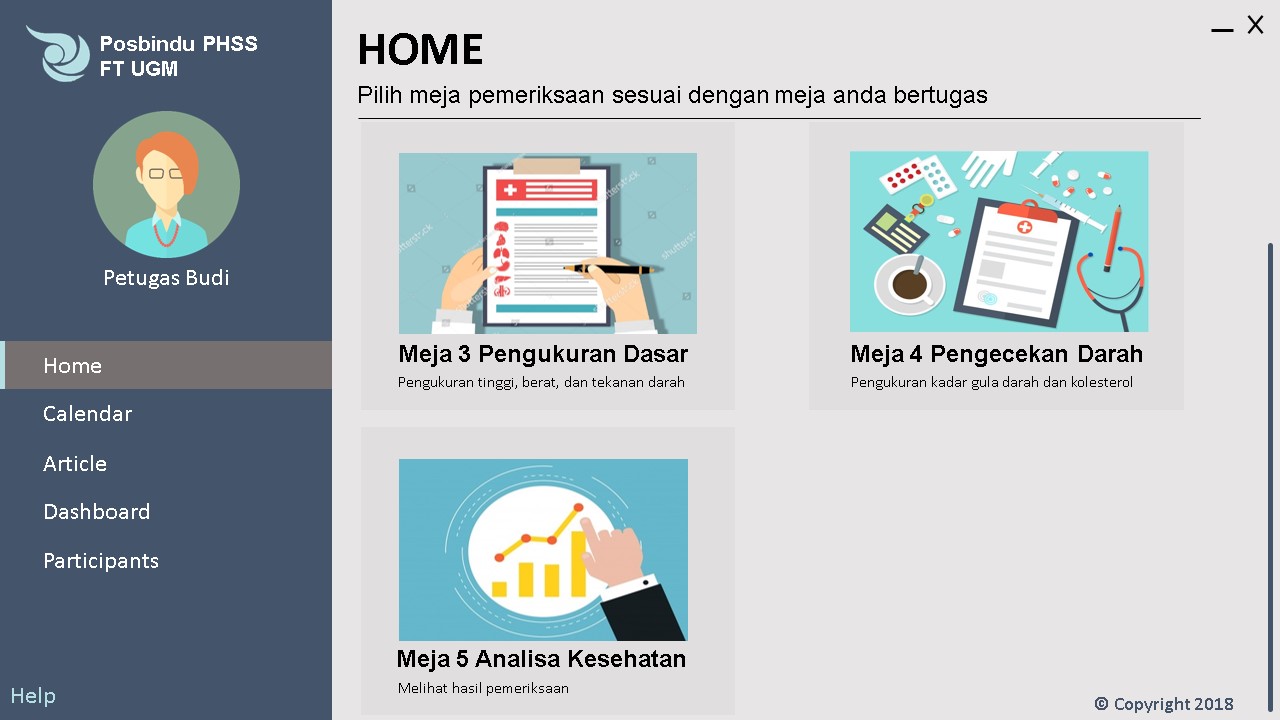 Posbindu PHSS
FT UGM
Petugas Budi
Home
Calendar
Article
Dashboard
Participants
Help
X
HOME
Pilih meja pemeriksaan sesuai dengan meja anda bertugas
shutterstock
shutterstock
Meja 3 Pengukuran Dasar
Pengukuran tinggi, berat, dan tekanan darah
Meja 4 Pengecekan Darah
Pengukuran kadar gula darah dan kolesterol
Meja 5 Analisa Kesehatan
Melihat hasil pemeriksaan
© Copyright 2018